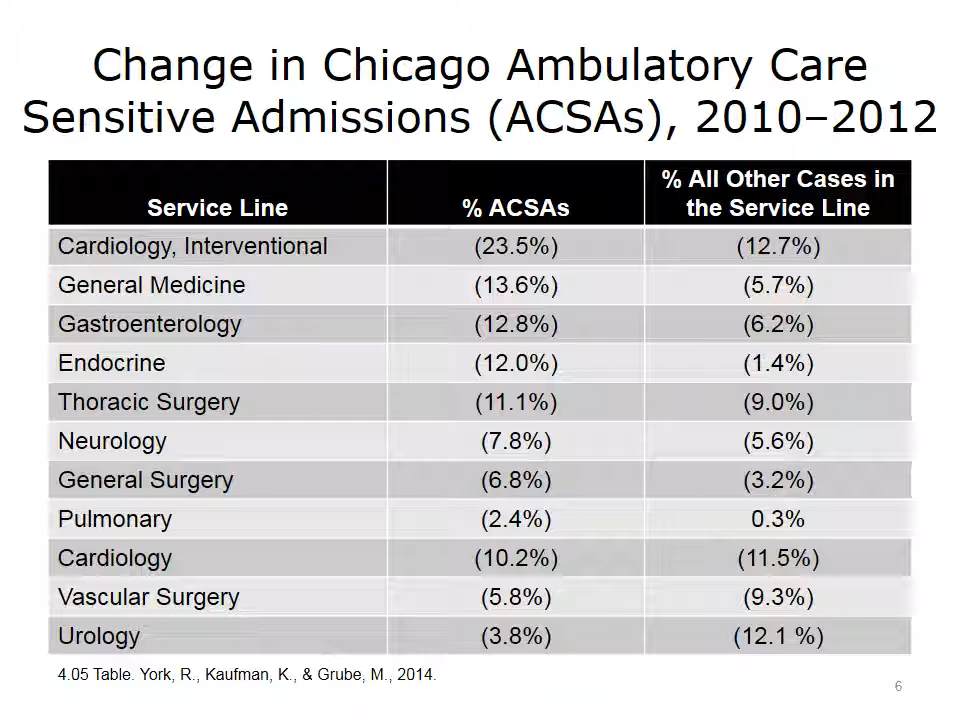 Change in Chicago Ambulatory Care
Sensitive Admissions (ACSAs), 2010–2012
Service Line % ACSAs % All Other Cases in the Service Line
Cardiology, Interventional (23.5%) (12.7%)
General Medicine (13.6%) (5.7%)
Gastroenterology (12.8%) (6.2%)
Endocrine (12.0%) (1.4%)
Thoracic Surgery (11.1%) (9.0%)
Neurology (7.8%) (5.6%)
General Surgery (6.8%) (3.2%)
Pulmonary (2.4%) 0.3%
Cardiology (10.2%) (11.5%)
Vascular Surgery (5.8%) (9.3%)
Urology (3.8%) (12.1 %)
4.05 Table. York, R., Kaufman, K., & Grube, M., 2014.
6